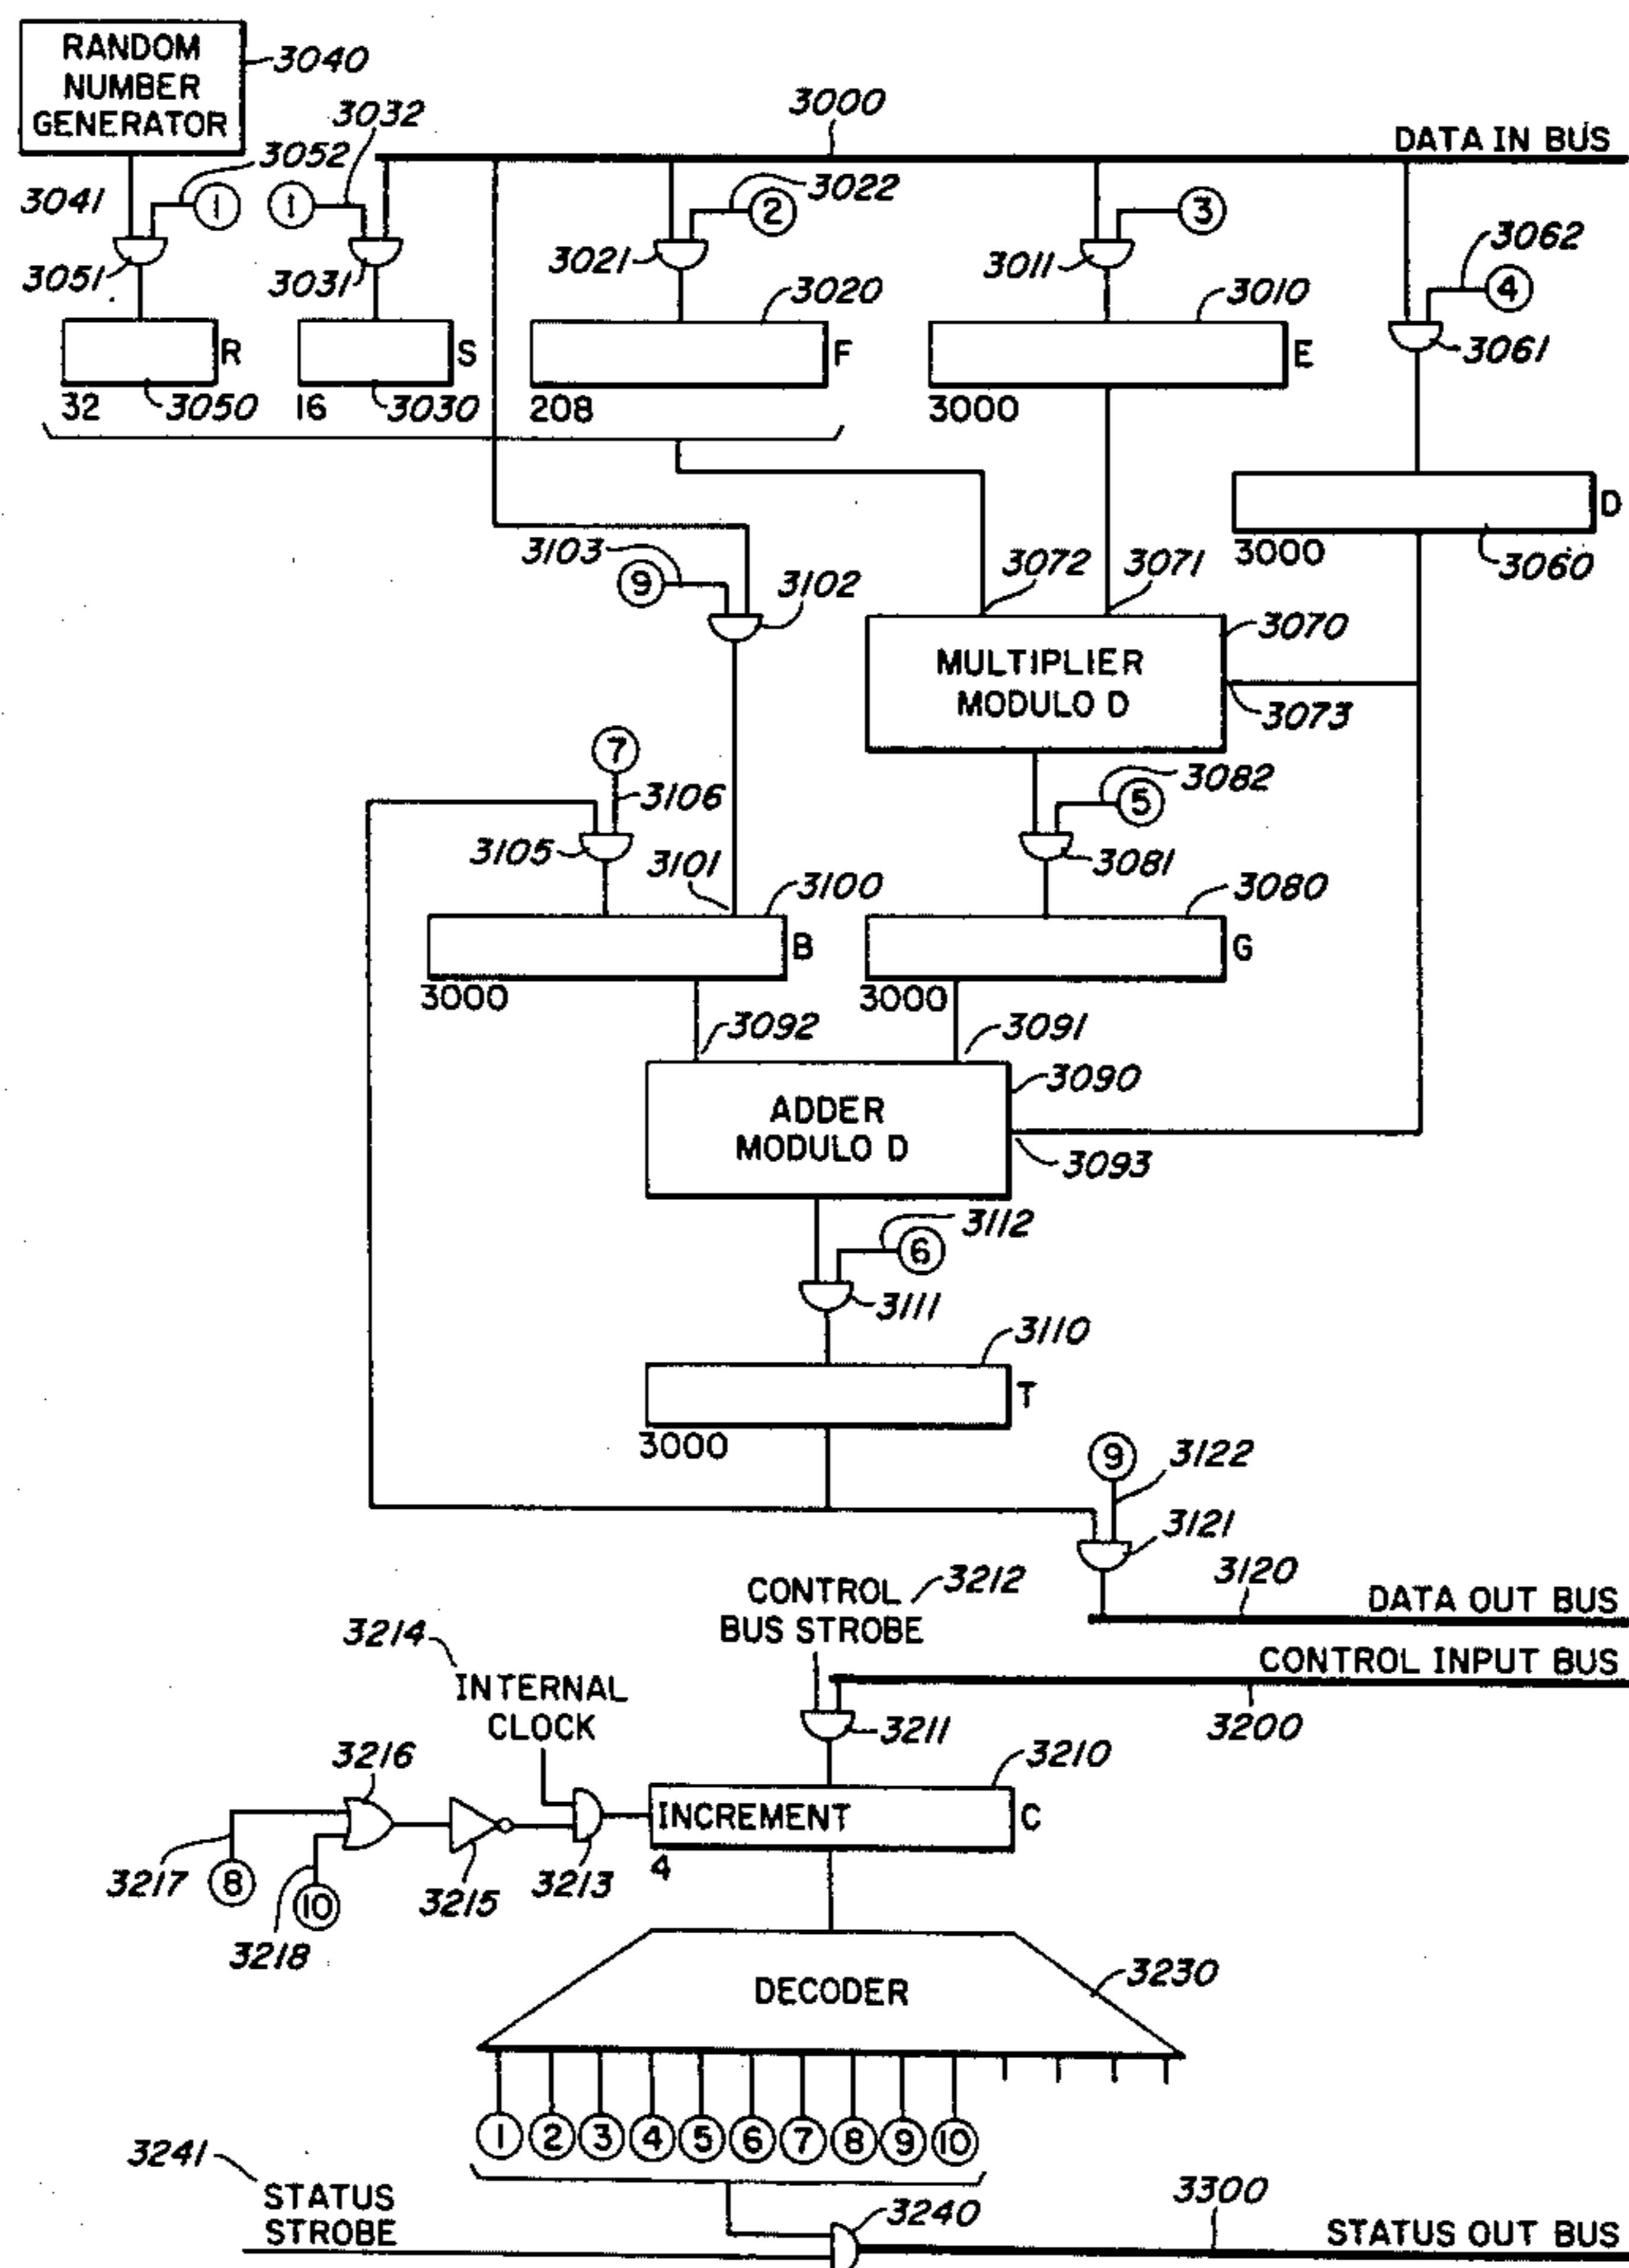 RANDOM
NUMBER
GENERATOR
3040
3000
DATA IN BUS
3032
3052
3041
1
1
3022
2
3
3062
4
3051
3031
3021
3011
3061
3020
3010
R
S
F
E
32
3050
16
3030
208
3000
D
3000
3060
3103
9
3102
3072
3071
3070
MULTIPLIER
MODULO D
3073
7
3106
3082
5
3105
3101
3081
3100
3080
B
G
3000
3000
3092
3091
3090
ADDER
MODULO D
3093
3112
6
3111
3110
T
3000
9
3122
3121
3120
DATA OUT BUS
CONTROL
BUS STROBE
3212
CONTROL INPUT BUS
3200
3214
INTERNAL
CLOCK
3211
3210
3216
INCREMENT
C
4
3217
8
10
3218
3215
3213
DECODER
3230
1 2 3 4 5 6 7 8 9 10
3241
STATUS
STROBE
3240
3300
STATUS OUT BUS